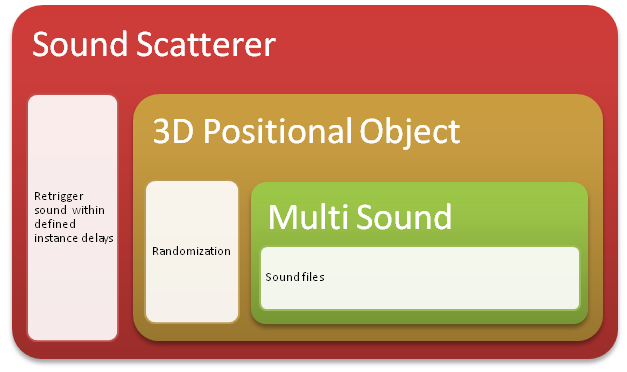 Sound Scatterer
3D Positional Object
Multi Sound
Retrigger
sound within
defined
instance delays
Randomization
Sound files